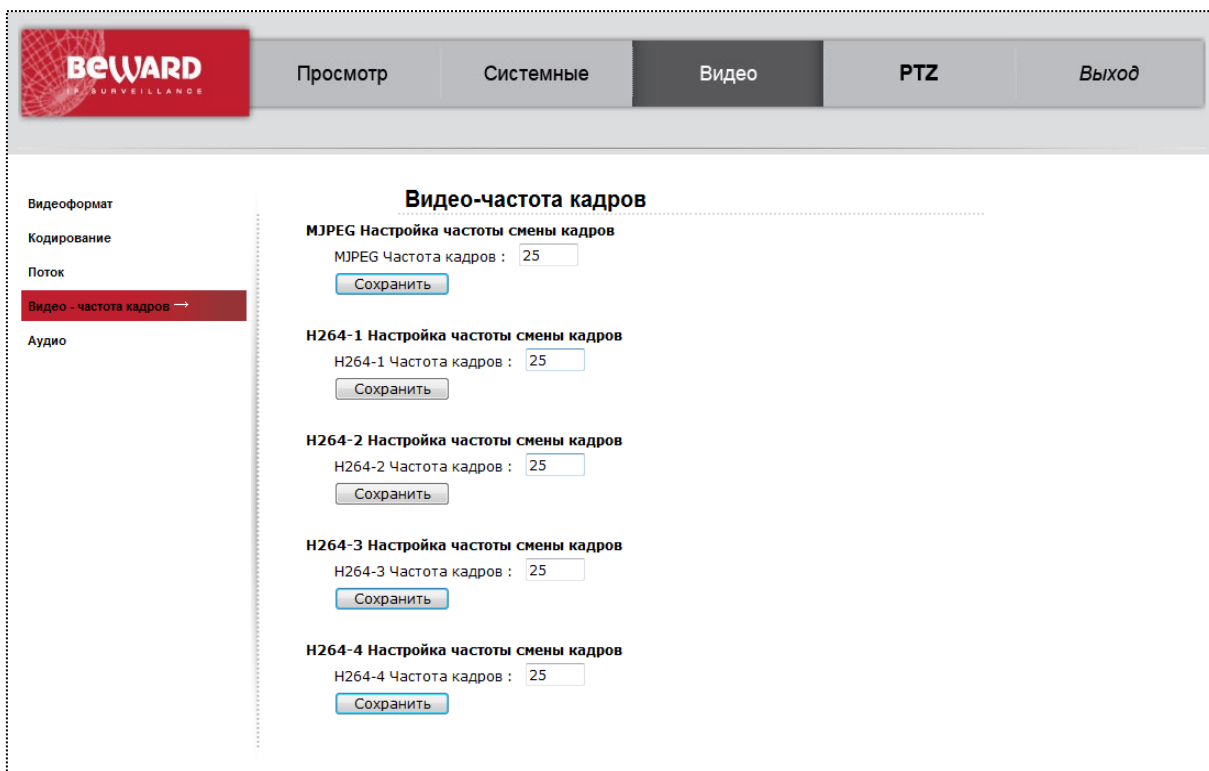 BEWARD
IP SURVEILLANCE
Просмотр
Системные
Видео
PTZ
Выход
Видеоформат
Кодирование
Поток
Видео - частота кадров →
Аудио
Видео-частота кадров
MJPEG Настройка частоты смены кадров
MJPEG Частота кадров : 25
Сохранить
H264-1 Настройка частоты смены кадров
H264-1 Частота кадров : 25
Сохранить
H264-2 Настройка частоты смены кадров
H264-2 Частота кадров : 25
Сохранить
H264-3 Настройка частоты смены кадров
H264-3 Частота кадров : 25
Сохранить
H264-4 Настройка частоты смены кадров
H264-4 Частота кадров : 25
Сохранить